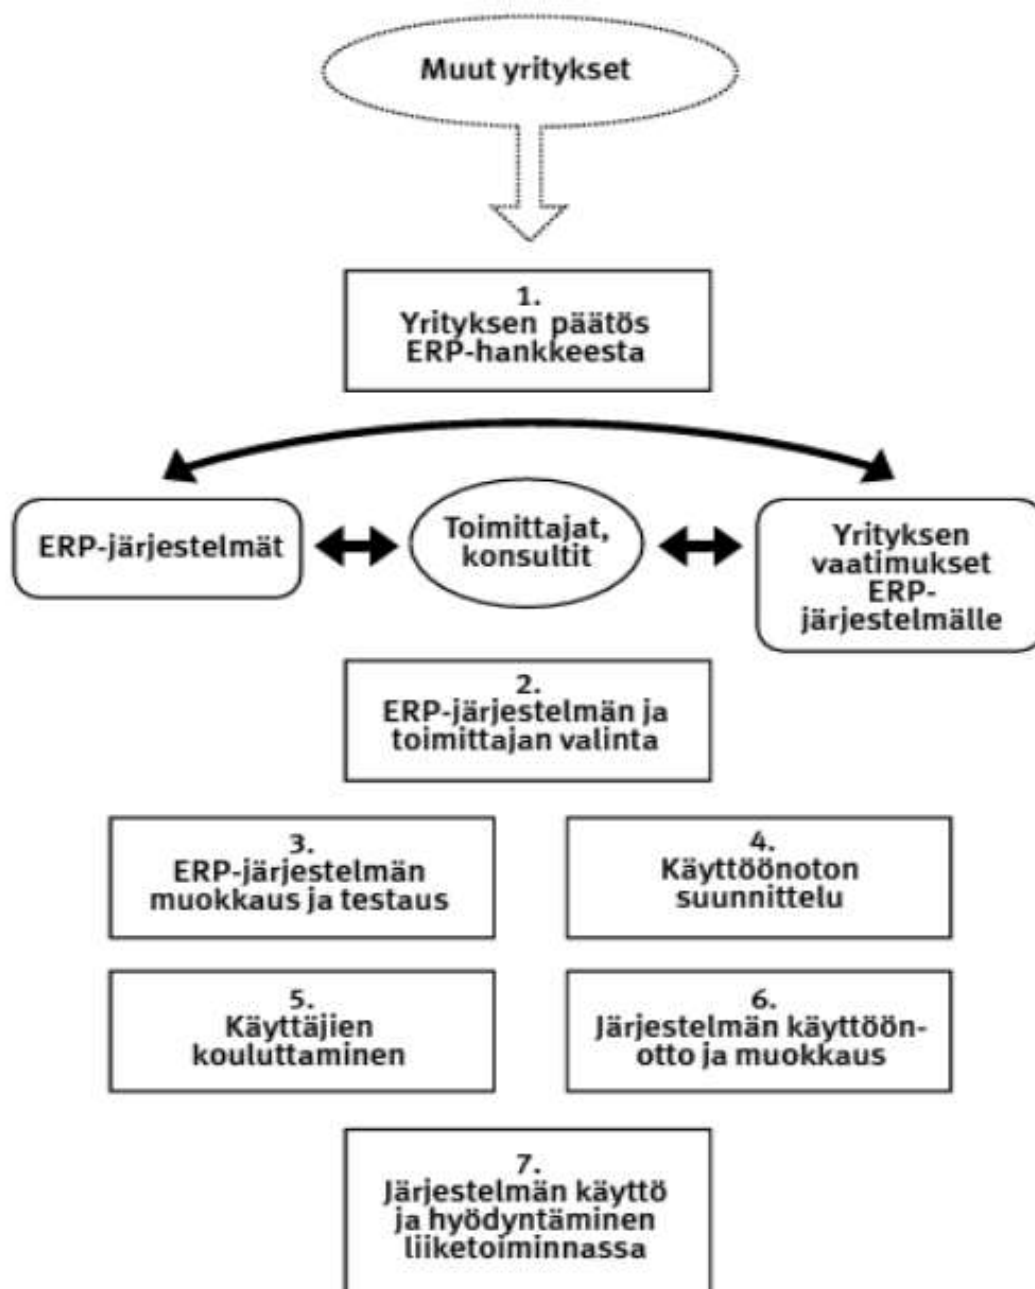 Muut yritykset
1.
Yrityksen päätös
ERP-hankkeesta
ERP-järjestelmät
Toimittajat,
konsultit
Yrityksen
vaatimukset
ERP-
järjestelmälle
2.
ERP-järjestelmän ja
toimittajan valinta
3.
ERP-järjestelmän
muokkaus ja testaus
4.
Käyttöönoton
suunnittelu
5.
Käyttäjien
kouluttaminen
6.
Järjestelmän käyttöön-
otto ja muokkaus
7.
Järjestelmän käyttö
ja hyödyntäminen
liiketoiminnassa